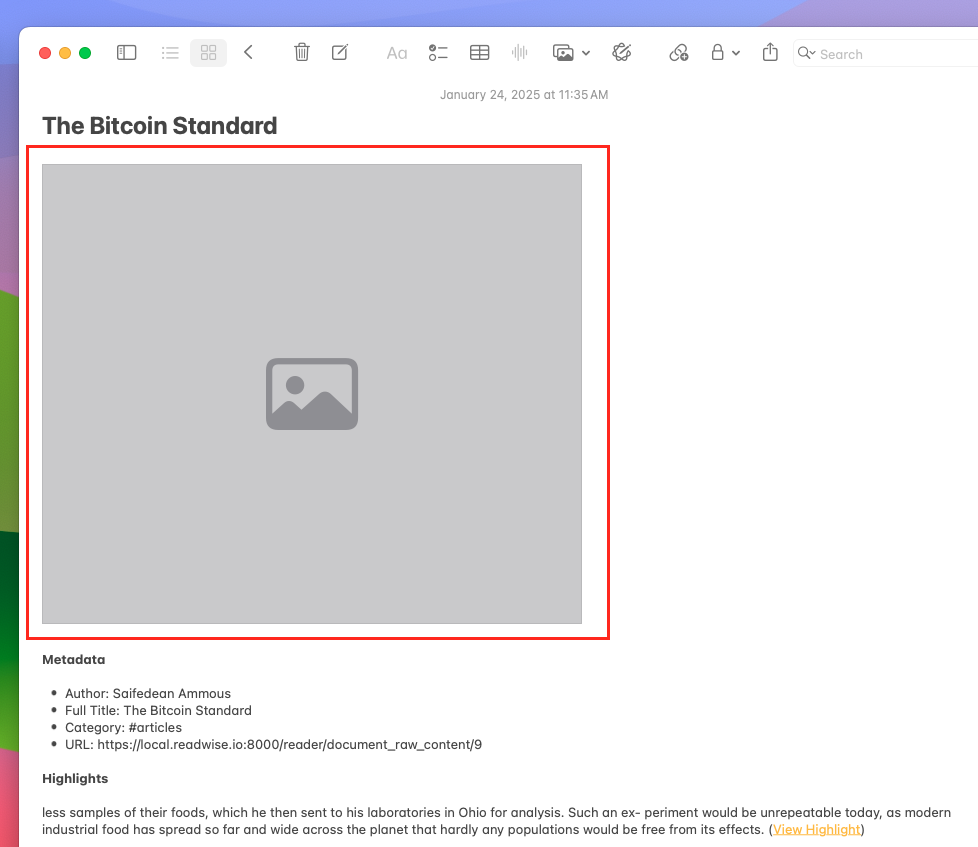 Aa
Search
January 24, 2025 at 11:35 AM
The Bitcoin Standard
Metadata
• Author: Saifedean Ammous
• Full Title: The Bitcoin Standard
• Category: #articles
• URL: https://local.readwise.io:8000/reader/document_raw_content/9
Highlights
less samples of their foods, which he then sent to his laboratories in Ohio for analysis. Such an ex- periment would be unrepeatable today, as modern
industrial food has spread so far and wide across the planet that hardly any populations would be free from its effects. (View Highlight)